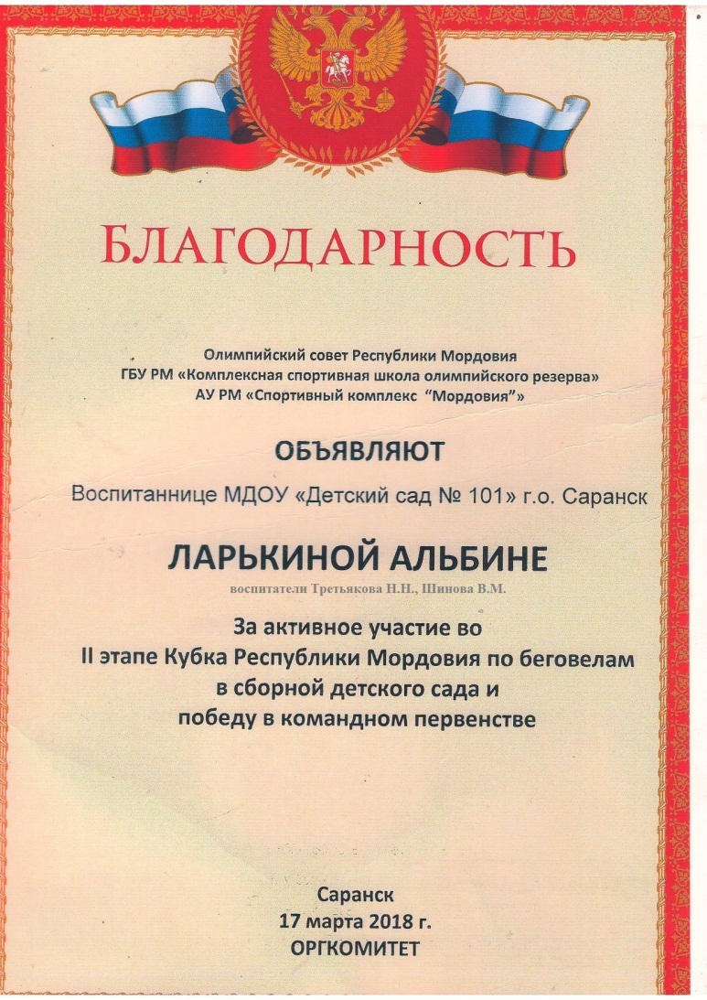 БЛАГОДАРНОСТЬ
Олимпийский совет Республики Мордовия
ГБУ РМ «Комплексная спортивная школа олимпийского резерва»
АУ РМ «Спортивный комплекс “Мордовия”»
ОБЪЯВЛЯЮТ
Воспитаннице МДОУ «Детский сад № 101» г.о. Саранск
ЛАРЬКИНОЙ АЛЬБИНЕ
воспитатели Третьякова Н.Н., Шинова В.М.
За активное участие во
II этапе Кубка Республики Мордовия по беговелам
в сборной детского сада и
победу в командном первенстве
Саранск
17 марта 2018 г.
ОРГКОМИТЕТ